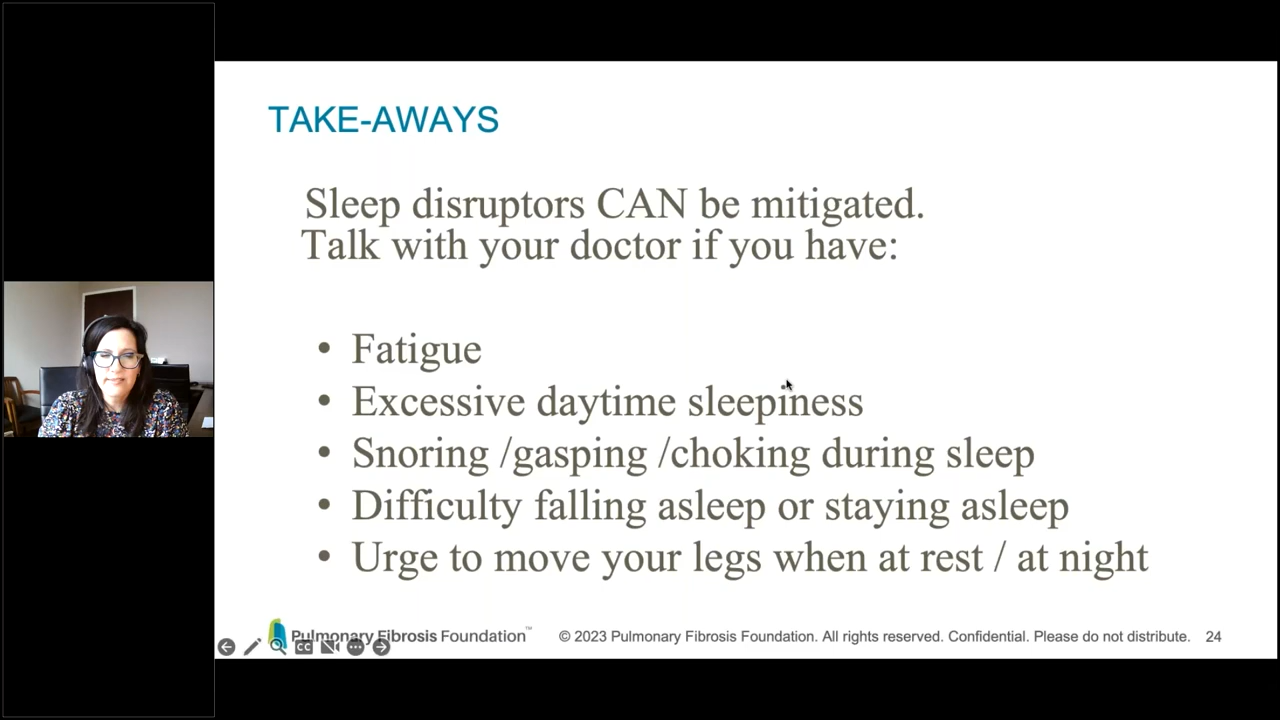 TAKE-AWAYS
Sleep disruptors CAN be mitigated.
Talk with your doctor if you have:
• Fatigue
• Excessive daytime sleepiness
• Snoring /gasping /choking during sleep
• Difficulty falling asleep or staying asleep
• Urge to move your legs when at rest / at night
Pulmonary Fibrosis Foundation™ © 2023 Pulmonary Fibrosis Foundation. All rights reserved. Confidential. Please do not distribute. 24
CC